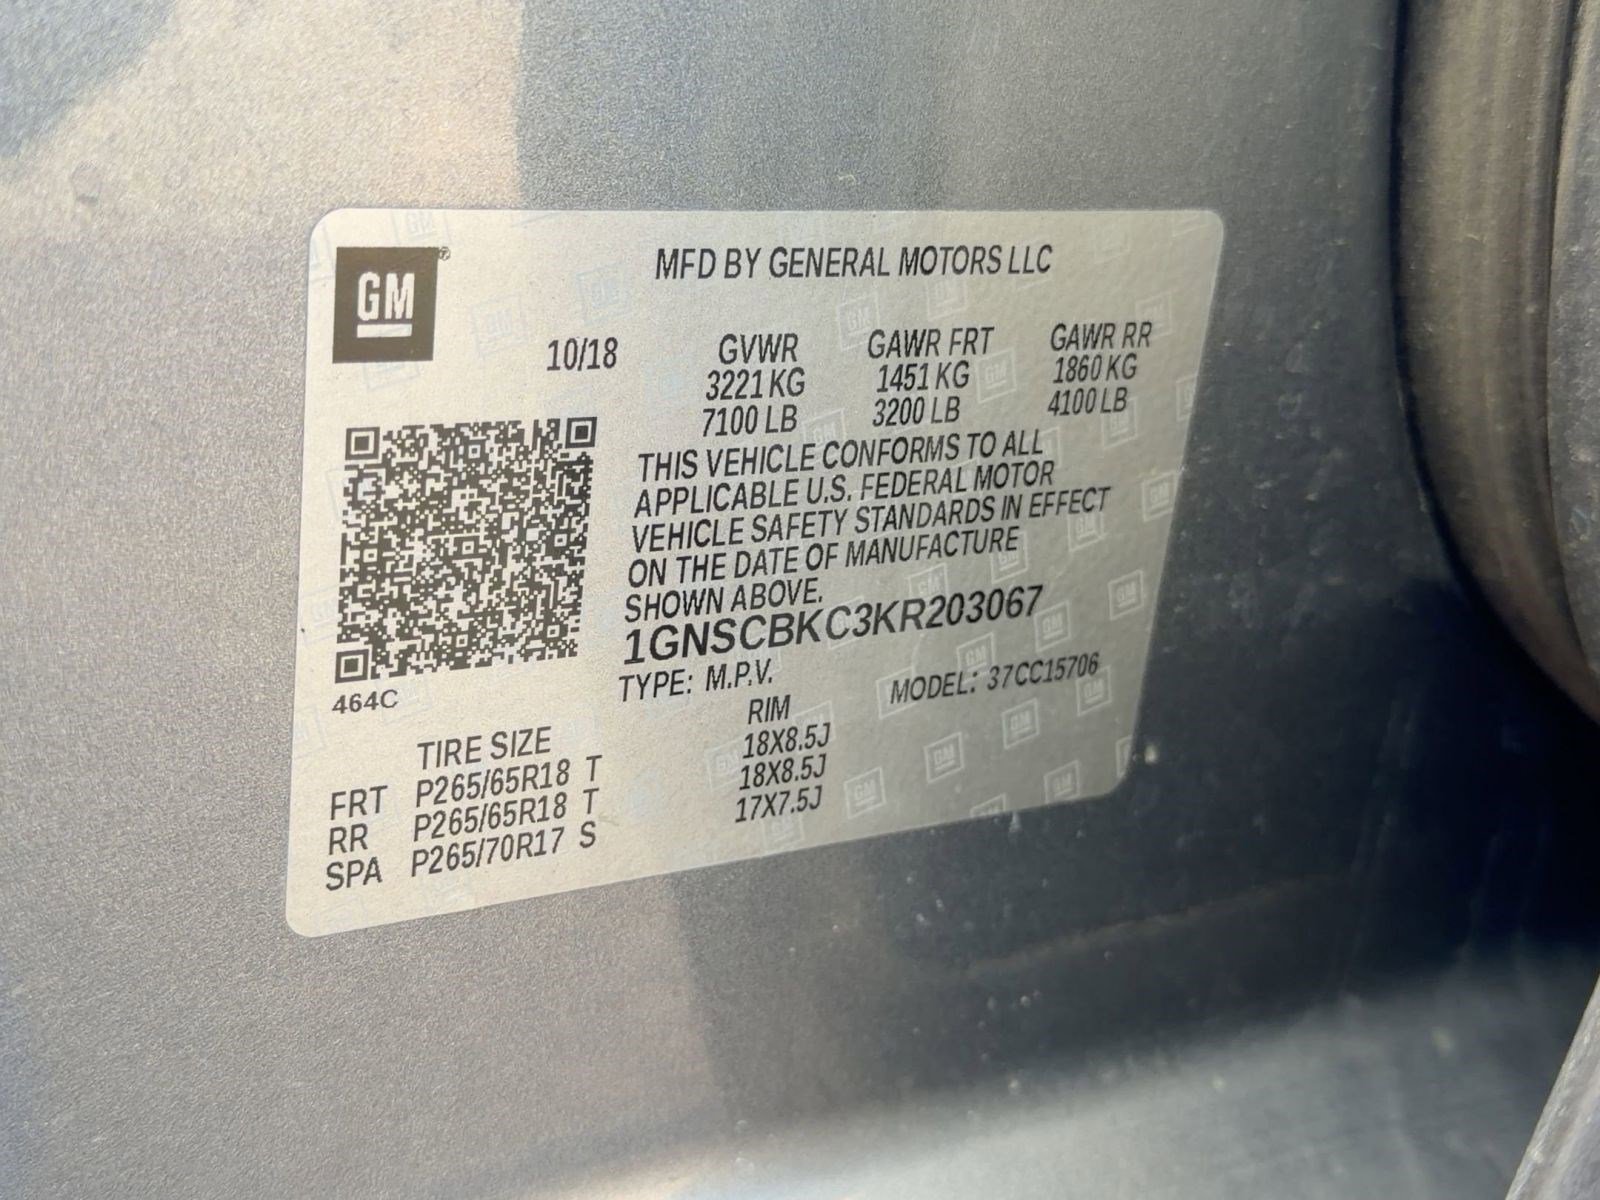 GM®
MFD BY GENERAL MOTORS LLC
10/18 GVWR GAWR FRT GAWR RR
3221 KG 1451 KG 1860 KG
7100 LB 3200 LB 4100 LB
THIS VEHICLE CONFORMS TO ALL
APPLICABLE U.S. FEDERAL MOTOR
VEHICLE SAFETY STANDARDS IN EFFECT
ON THE DATE OF MANUFACTURE
SHOWN ABOVE.
1GNSCBKC3KR203067
TYPE: M.P.V. MODEL: 37CC15706
464C
TIRE SIZE RIM
FRT P265/65R18 T 18X8.5J
RR P265/65R18 T 18X8.5J
SPA P265/70R17 S 17X7.5J